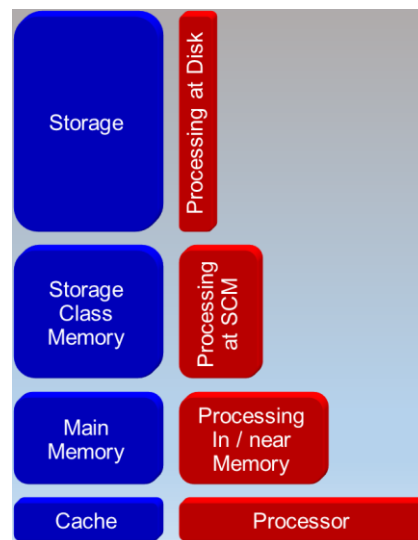 Storage
Processing at Disk
Storage
Class
Memory
Processing
at SCM
Main
Memory
Processing
In / near
Memory
Cache
Processor